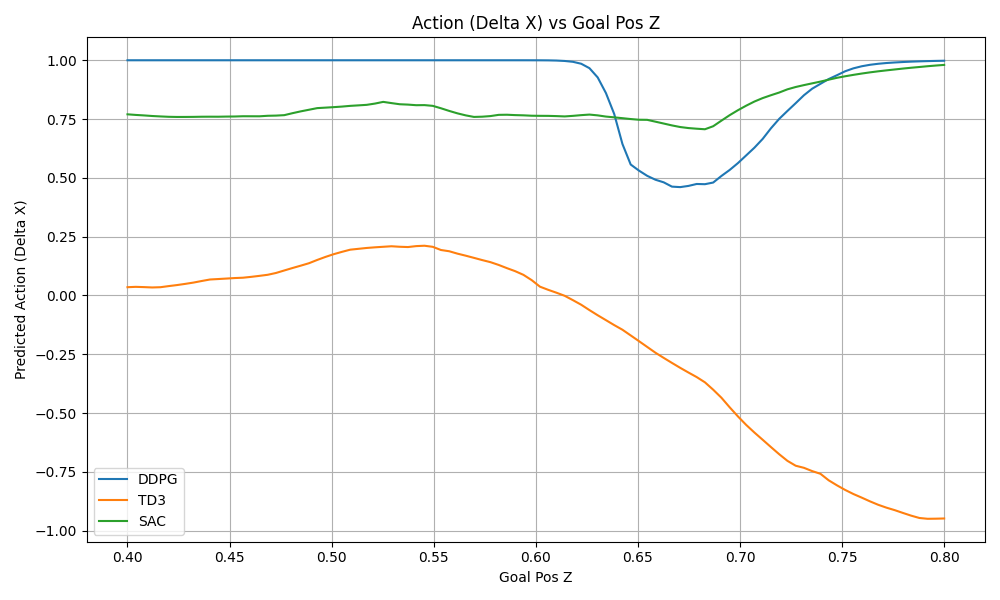 Action (Delta X) vs Goal Pos Z
1.00
0.75
0.50
0.25
0.00
−0.25
−0.50
−0.75
−1.00
Predicted Action (Delta X)
DDPG
TD3
SAC
0.40 0.45 0.50 0.55 0.60 0.65 0.70 0.75 0.80
Goal Pos Z